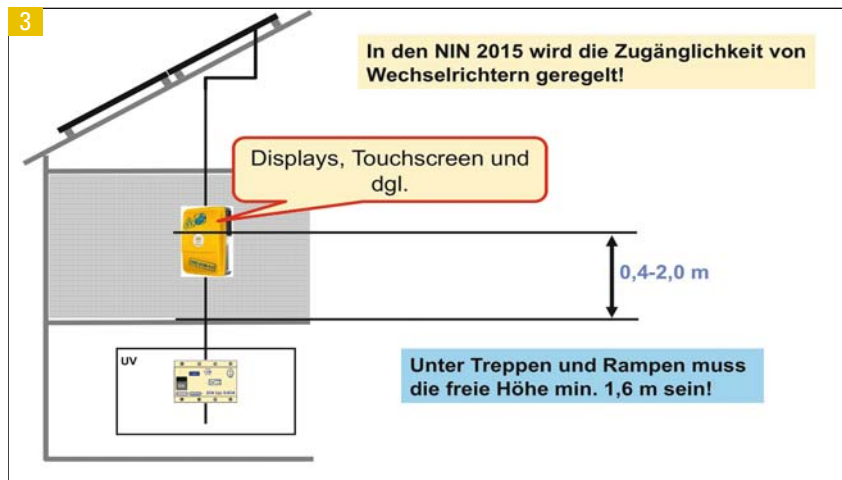 3
In den NIN 2015 wird die Zugänglichkeit von
Wechselrichtern geregelt!
Displays, Touchscreen und
dgl.
0,4-2,0 m
UV
Unter Treppen und Rampen muss
die freie Höhe min. 1,6 m sein!